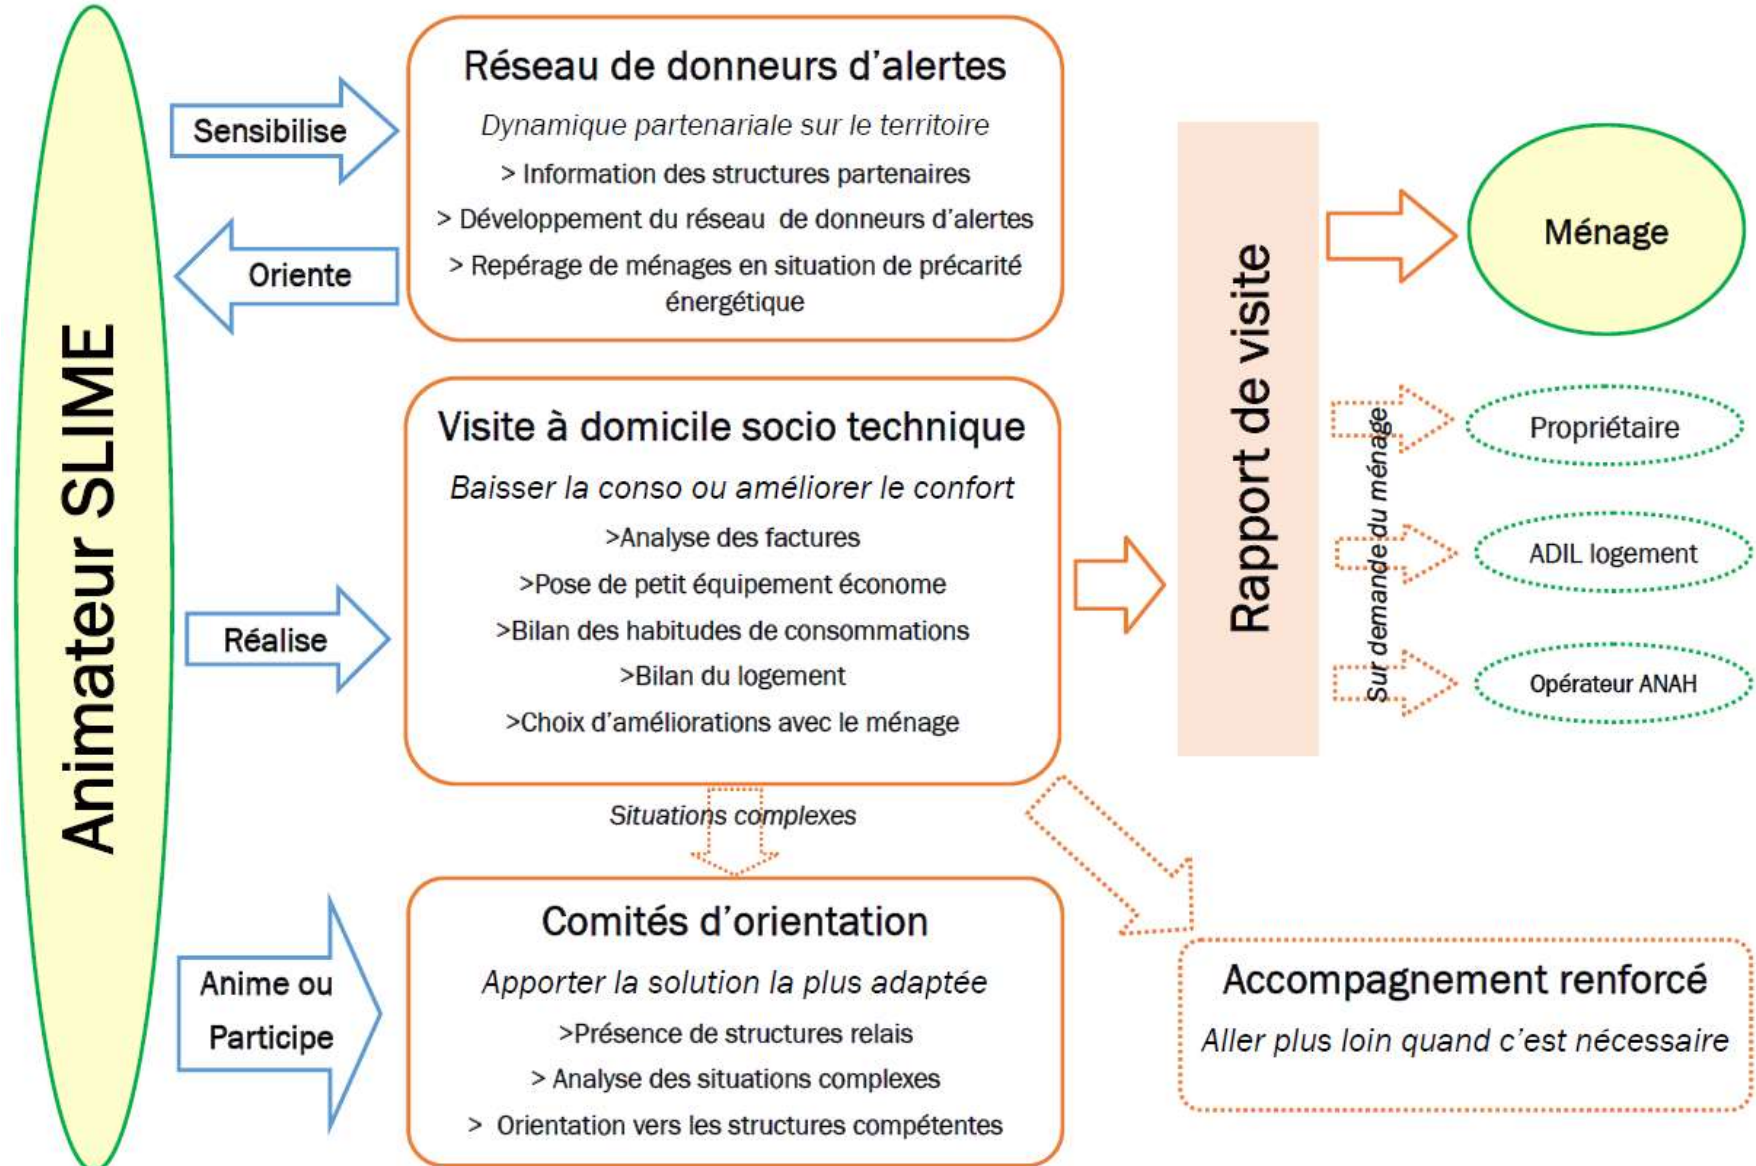 Animateur SLIME
Sensibilise
Oriente
Réseau de donneurs d'alertes
Dynamique partenariale sur le territoire
> Information des structures partenaires
> Développement du réseau de donneurs d'alertes
> Repérage de ménages en situation de précarité
énergétique
Réalise
Visite à domicile socio technique
Baisser la conso ou améliorer le confort
>Analyse des factures
>Pose de petit équipement économe
>Bilan des habitudes de consommations
>Bilan du logement
>Choix d'améliorations avec le ménage
Situations complexes
Anime ou
Participe
Comités d'orientation
Apporter la solution la plus adaptée
>Présence de structures relais
> Analyse des situations complexes
> Orientation vers les structures compétentes
Rapport de visite
Ménage
Sur demande du ménage
Propriétaire
ADIL logement
Opérateur ANAH
Accompagnement renforcé
Aller plus loin quand c'est nécessaire